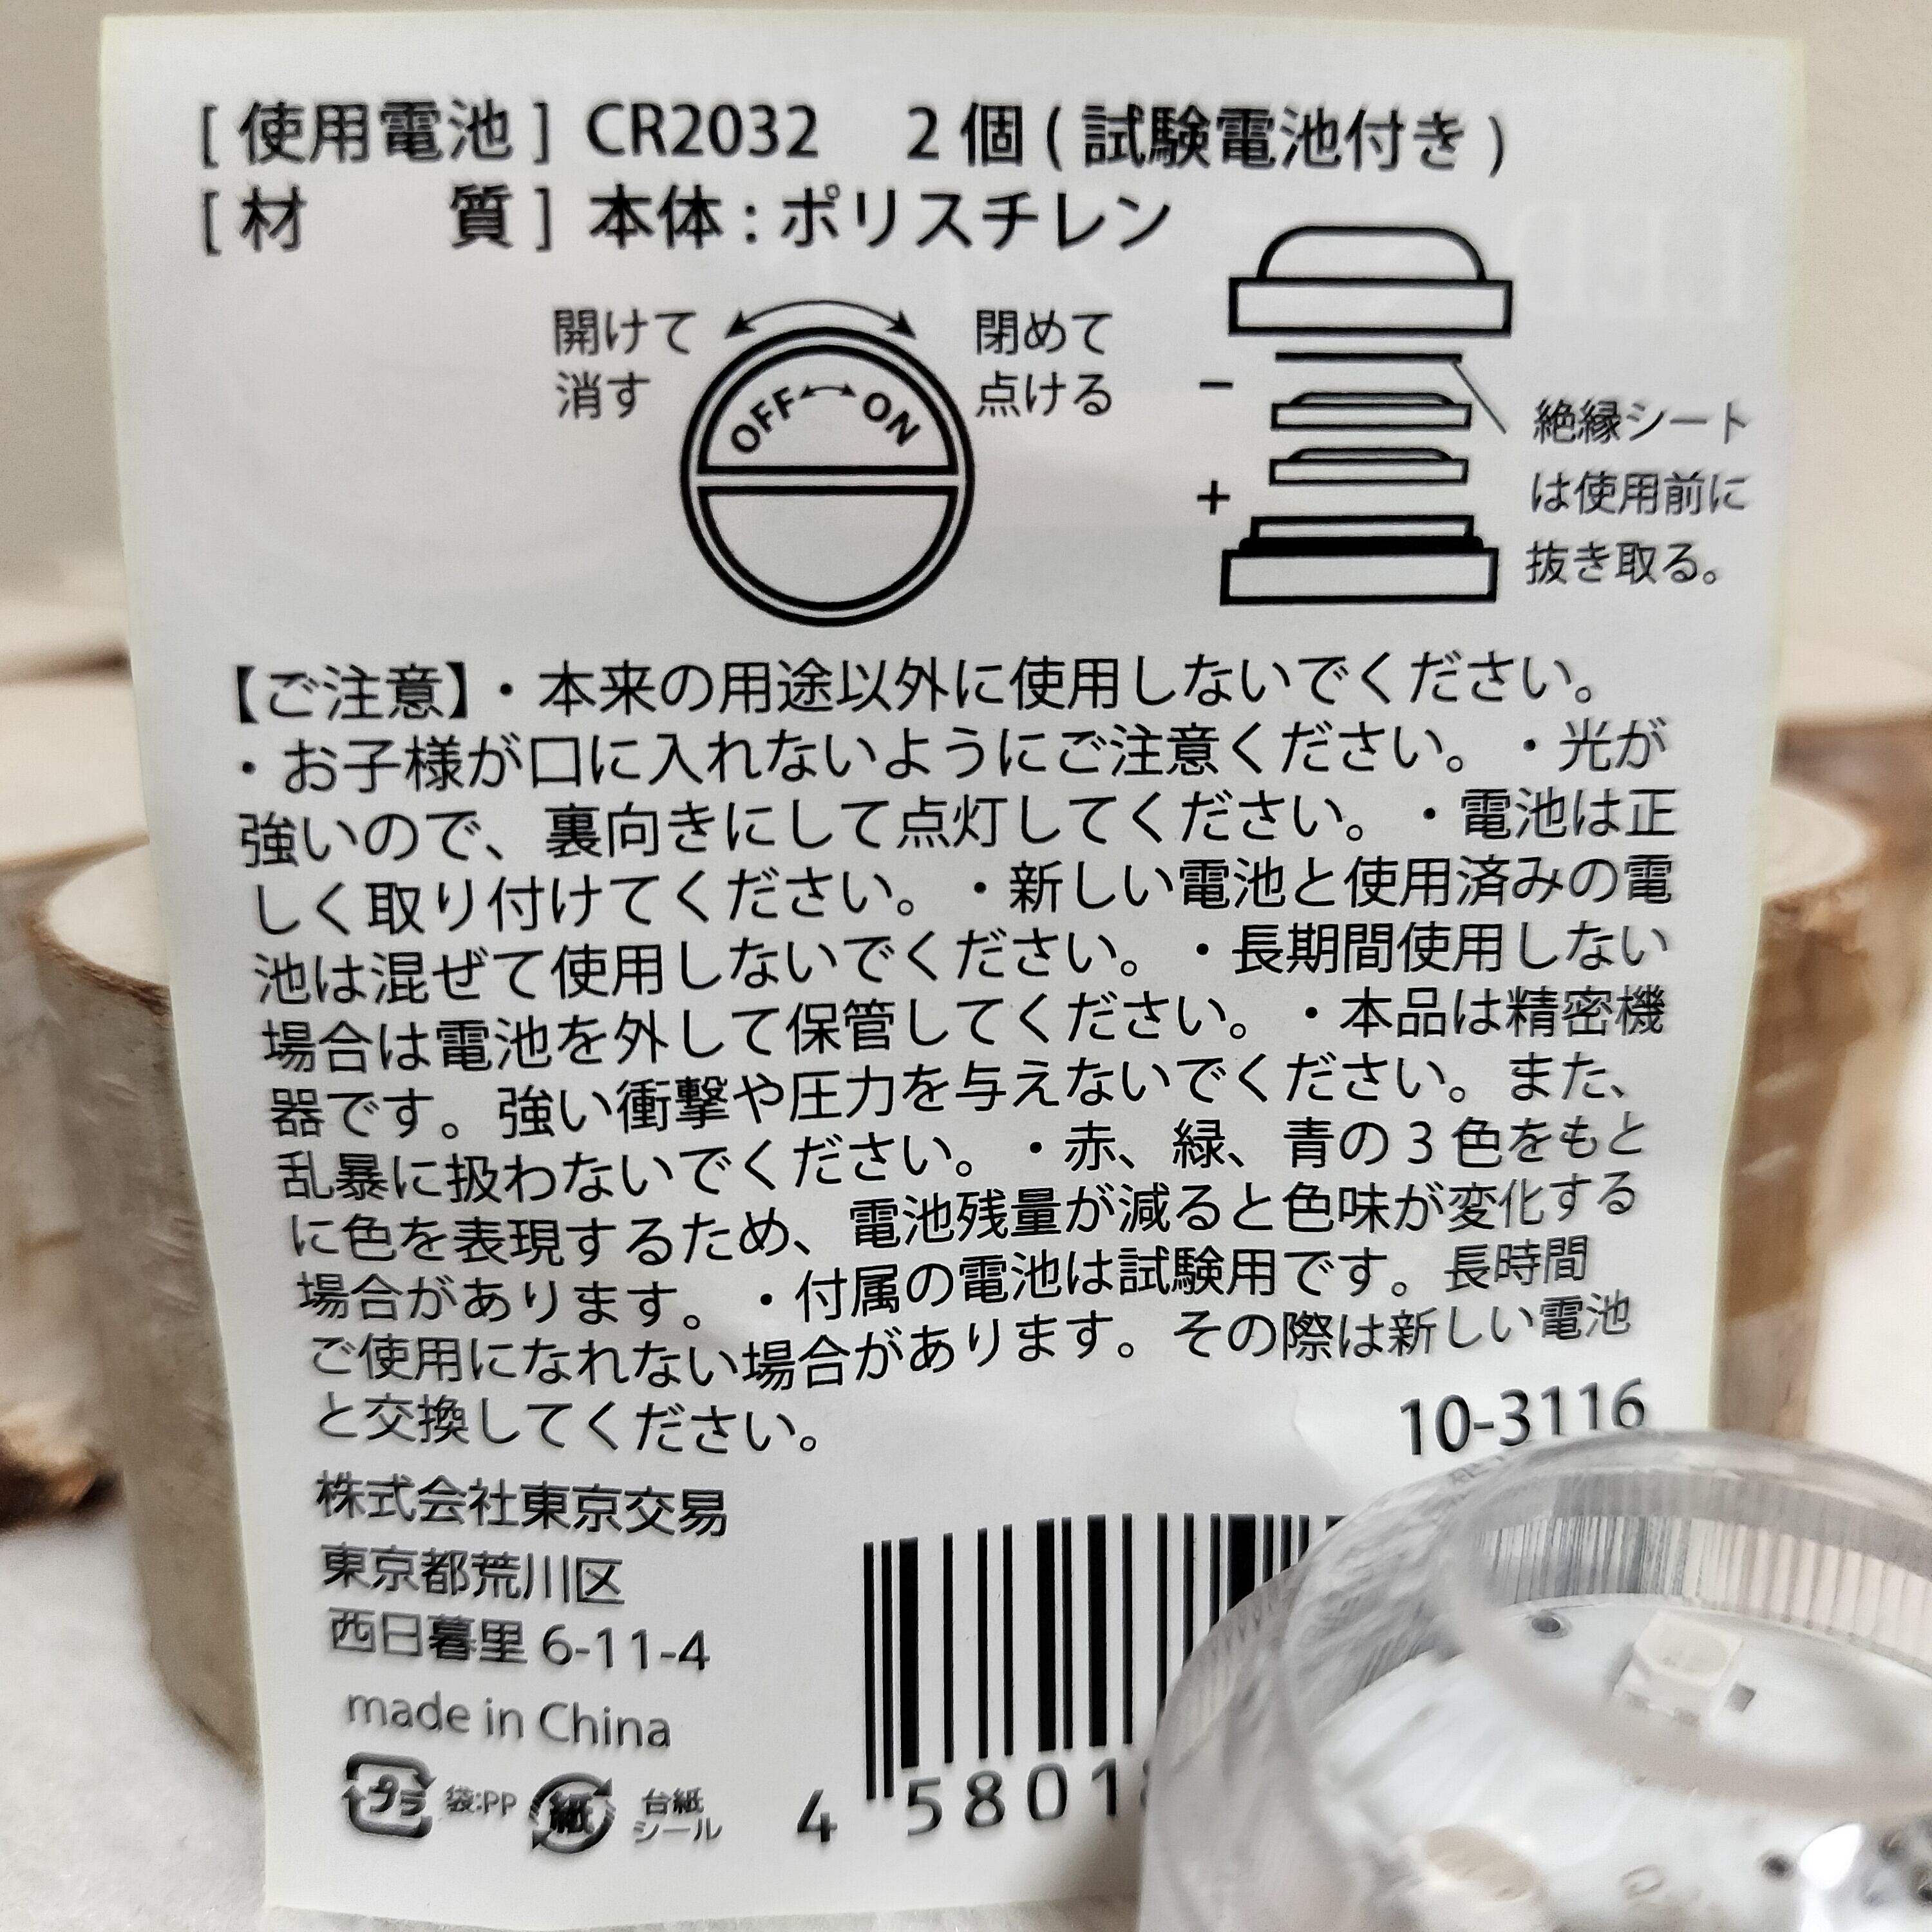 [ 使用電池 ] CR2032　2 個 ( 試験電池付き )
[ 材　　質 ] 本体 : ポリスチレン
開けて
消す
OFF ON
閉めて
点ける
−
+
絶縁シート
は使用前に
抜き取る。
【ご注意】・本来の用途以外に使用しないでください。
・お子様が口に入れないようにご注意ください。・光が
強いので、裏向きにして点灯してください。・電池は正
しく取り付けてください。・新しい電池と使用済みの電
池は混ぜて使用しないでください。・長期間使用しない
場合は電池を外して保管してください。・本品は精密機
器です。強い衝撃や圧力を与えないでください。また、
乱暴に扱わないでください。・赤、緑、青の 3 色をもと
に色を表現するため、電池残量が減ると色味が変化する
場合があります。・付属の電池は試験用です。長時間
ご使用になれない場合があります。その際は新しい電池
と交換してください。
10-3116
株式会社東京交易
東京都荒川区
西日暮里 6-11-4
made in China
プラ 袋:PP 紙 台紙
シール
4 5801